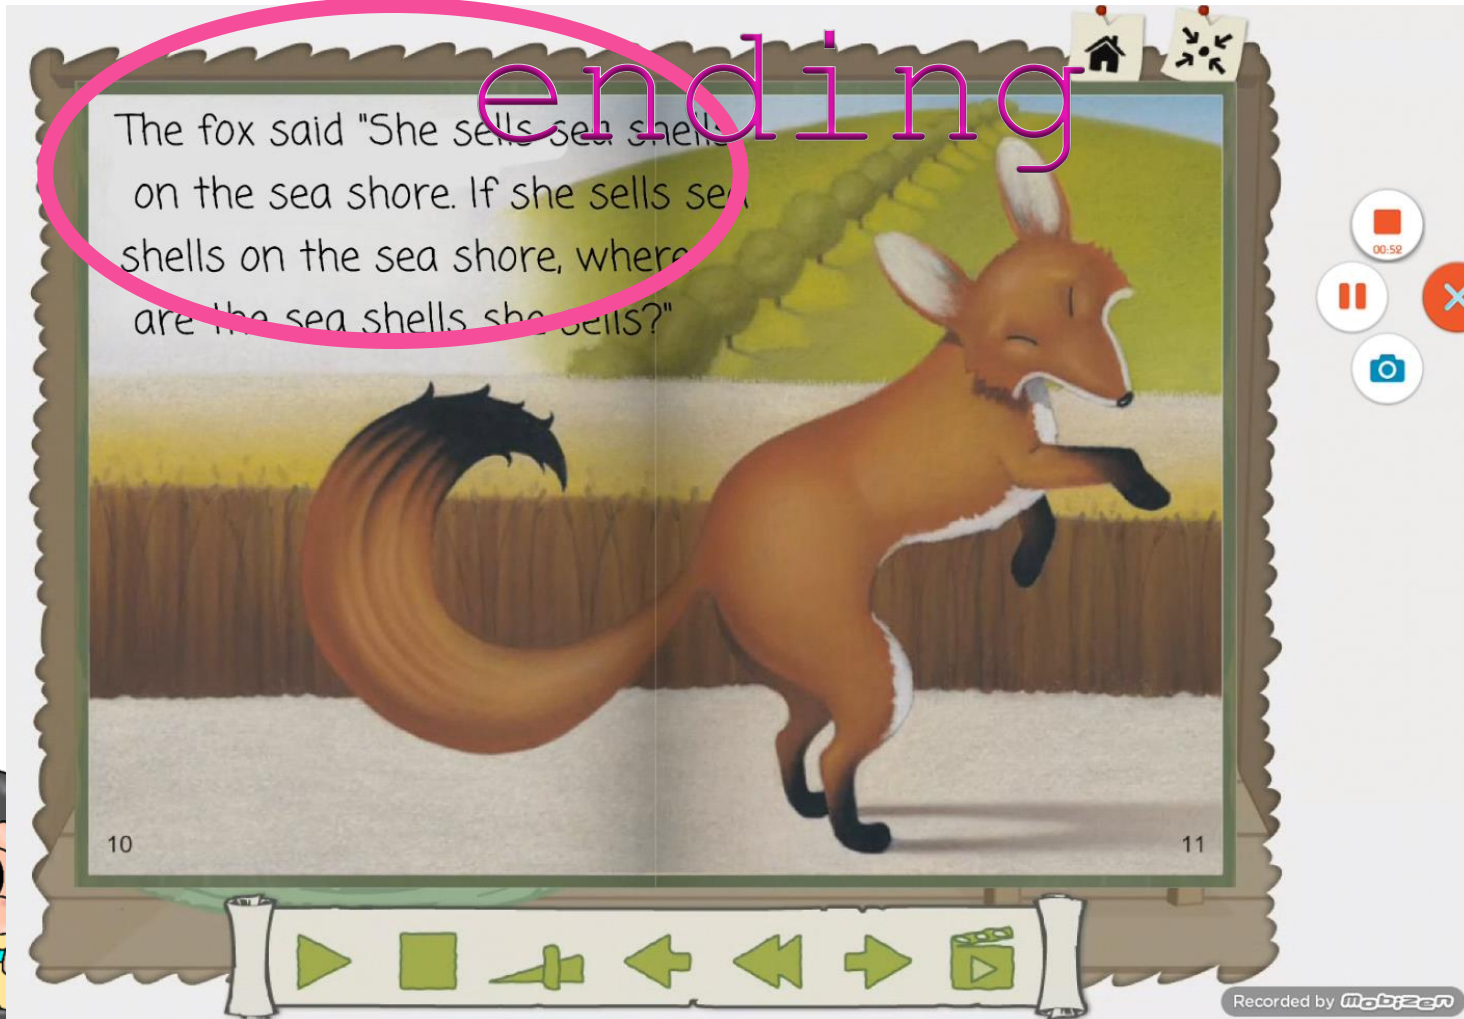 ending
The fox said "She sells sea shells
on the sea shore. If she sells sea
shells on the sea shore, where
are the sea shells she sells?"
10
11
00:52
Recorded by Mobizen